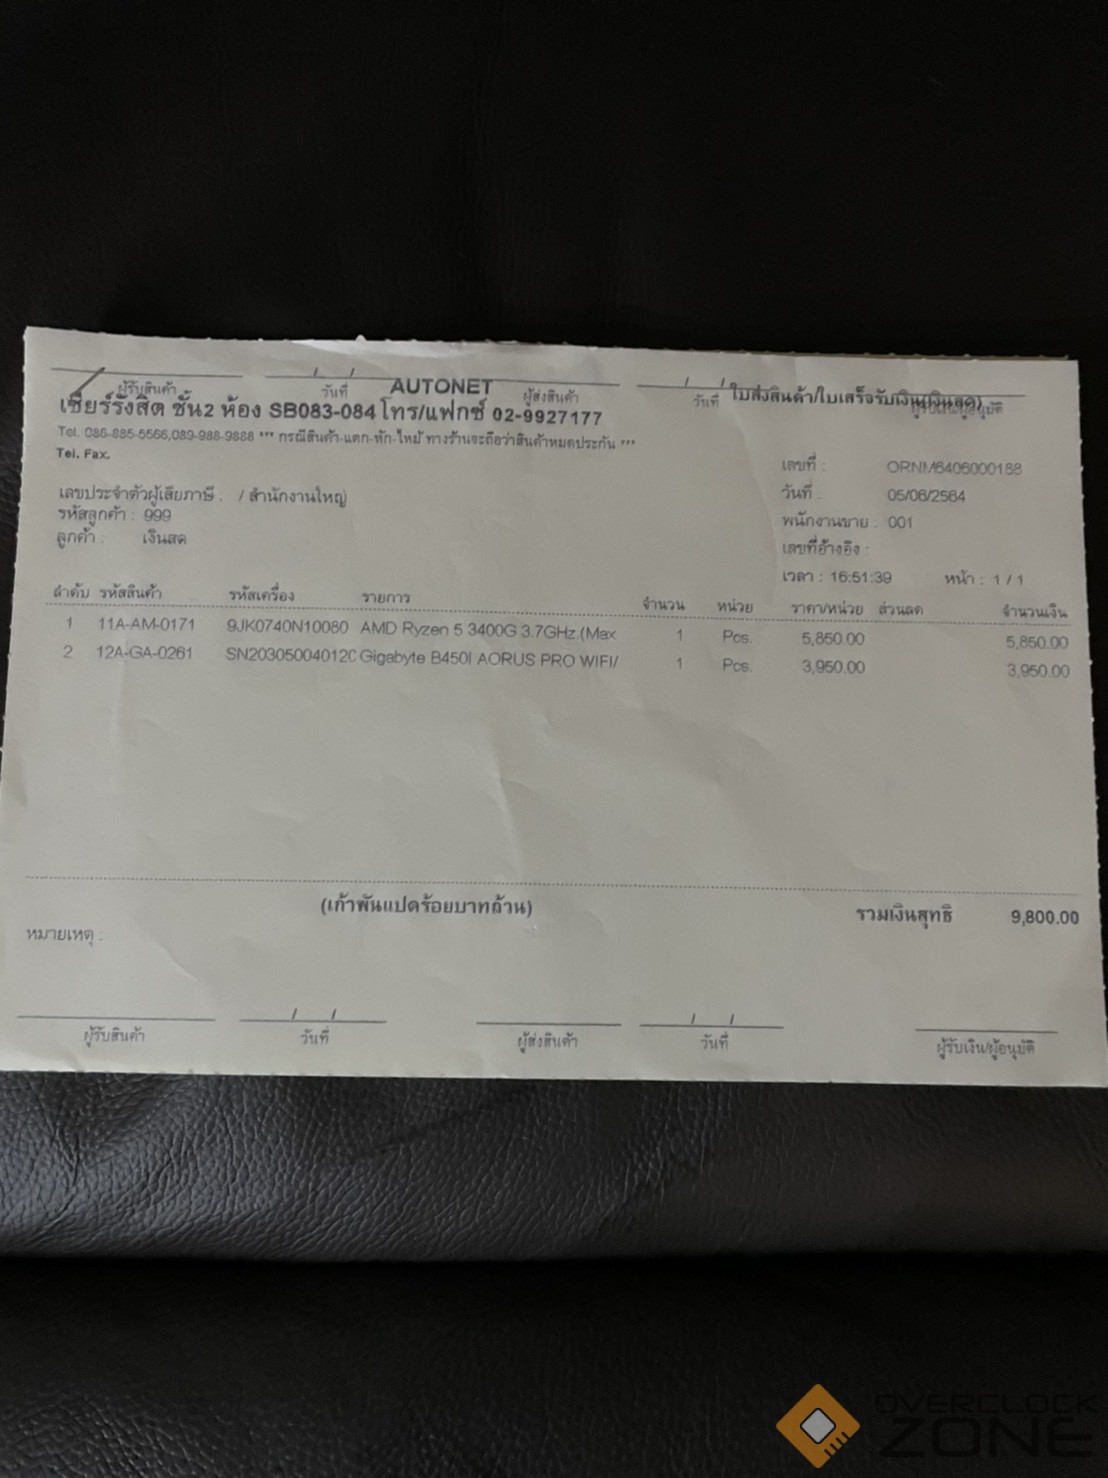 ผู้รับสินค้า วันที่ AUTONET ผู้ส่งสินค้า วันที่ ใบส่งสินค้า/ใบเสร็จรับเงิน(เงินสด) ผู้รับเงิน/ผู้อนุมัติ
เซียร์รังสิต ชั้น2 ห้อง SB083-084 โทร/แฟกซ์ 02-9927177
Tel. 086-885-5566,089-988-9888 *** กรณีสินค้า-แตก-หัก-ไหม้ ทางร้านจะถือว่าสินค้าหมดประกัน ***
Tel. Fax.
เลขที่ : ORNM6406000188
เลขประจำตัวผู้เสียภาษี : / สำนักงานใหญ่
วันที่ : 05/06/2564
รหัสลูกค้า : 999
พนักงานขาย : 001
ลูกค้า : เงินสด
เลขที่อ้างอิง :
เวลา : 16:51:39 หน้า : 1 / 1
ลำดับ รหัสสินค้า รหัสเครื่อง รายการ จำนวน หน่วย ราคา/หน่วย ส่วนลด จำนวนเงิน
1 11A-AM-0171 9JK0740N10080 AMD Ryzen 5 3400G 3.7GHz.(Max 1 Pcs. 5,850.00 5,850.00
2 12A-GA-0261 SN20305004012C Gigabyte B450I AORUS PRO WIFI/ 1 Pcs. 3,950.00 3,950.00
(เก้าพันแปดร้อยบาทถ้วน) รวมเงินสุทธิ 9,800.00
หมายเหตุ :
/ / / /
ผู้รับสินค้า วันที่ ผู้ส่งสินค้า วันที่ ผู้รับเงิน/ผู้อนุมัติ
OVERCLOCK
ZONE